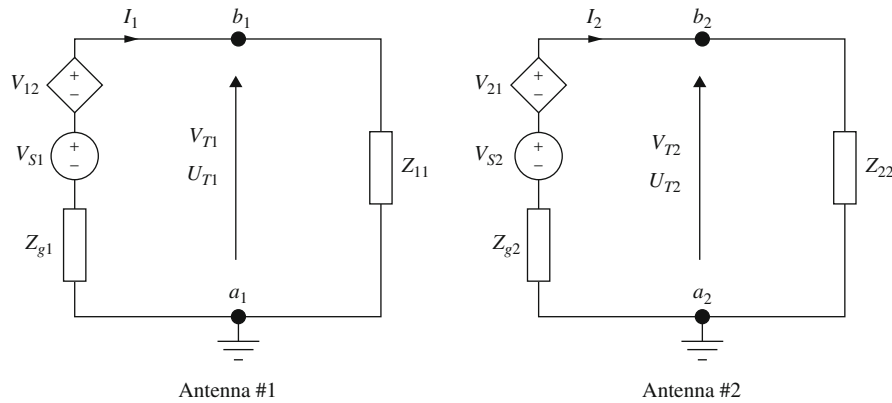 I1
b1
V12
+
−
VS1
+
−
Zg1
VT1
UT1
Z11
a1
Antenna #1
I2
b2
V21
+
−
VS2
+
−
Zg2
VT2
UT2
Z22
a2
Antenna #2